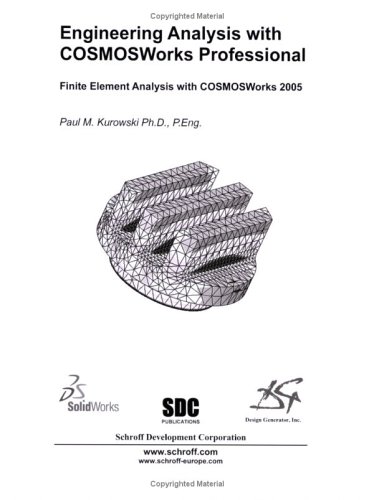 Copyrighted Material
Engineering Analysis with
COSMOSWorks Professional
Finite Element Analysis with COSMOSWorks 2005
Paul M. Kurowski Ph.D., P.Eng.
SolidWorks
SDC
PUBLICATIONS
Design Generator, Inc.
Schroff Development Corporation
www.schroff.com
www.schroff-europe.com
Copyrighted Material